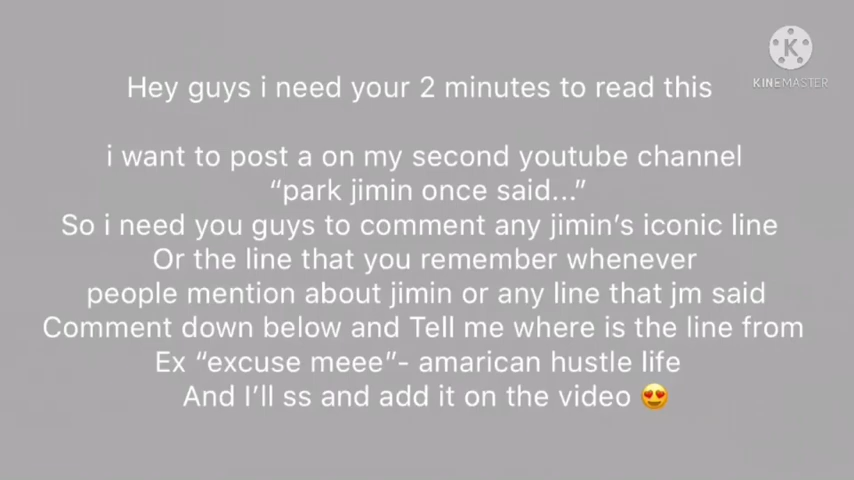 KINEMASTER
Hey guys i need your 2 minutes to read this
i want to post a on my second youtube channel
“park jimin once said...”
So i need you guys to comment any jimin’s iconic line
Or the line that you remember whenever
people mention about jimin or any line that jm said
Comment down below and Tell me where is the line from
Ex “excuse meee”- amarican hustle life
And I’ll ss and add it on the video 😍